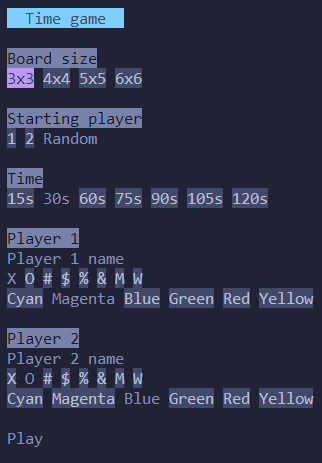 Time game
Board size
3x3 4x4 5x5 6x6
Starting player
1 2 Random
Time
15s 30s 60s 75s 90s 105s 120s
Player 1
Player 1 name
X O # $ % & M W
Cyan Magenta Blue Green Red Yellow
Player 2
Player 2 name
X O # $ % & M W
Cyan Magenta Blue Green Red Yellow
Play